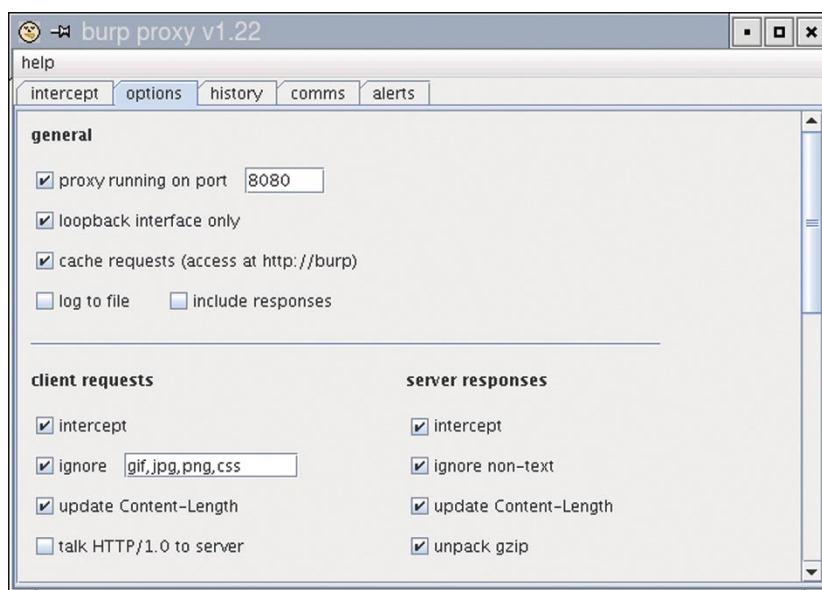 burp proxy v1.22
help
intercept options history comms alerts
general
proxy running on port 8080
loopback interface only
cache requests (access at http://burp)
log to file include responses
client requests server responses
intercept intercept
ignore gif,jpg,png,css ignore non-text
update Content-Length update Content-Length
talk HTTP/1.0 to server unpack gzip